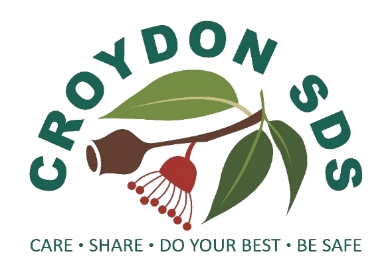 CROYDON SDS
CARE • SHARE • DO YOUR BEST • BE SAFE